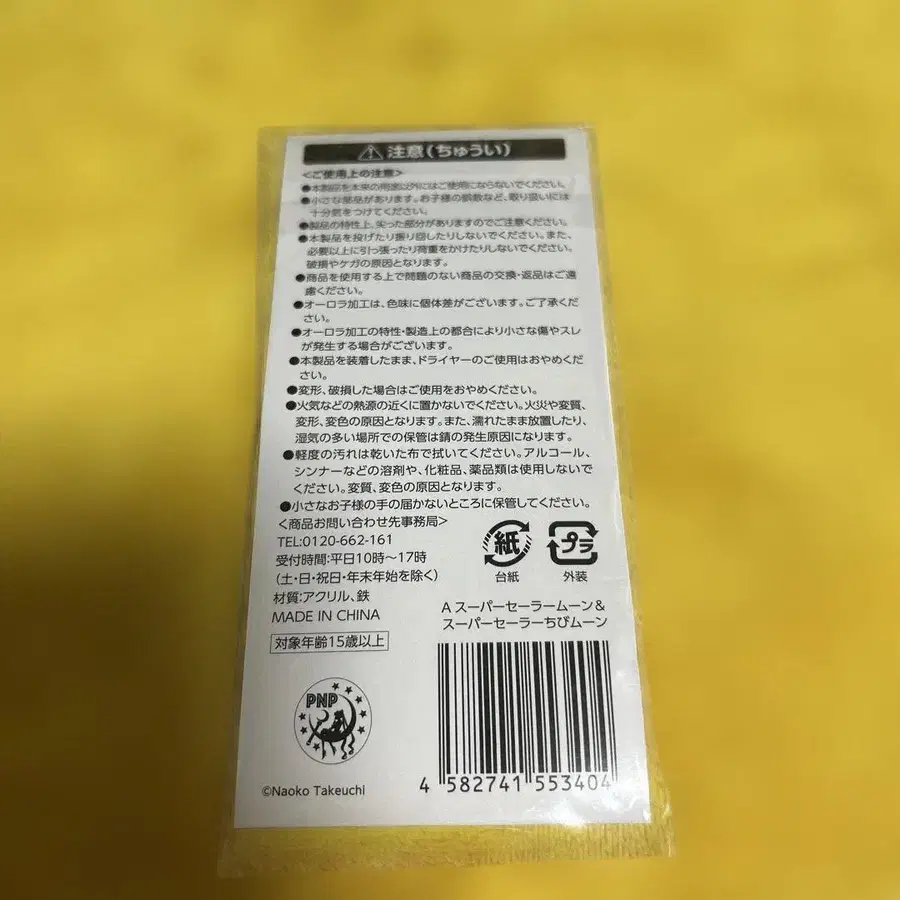 注意(ちゅうい)
<ご使用上の注意>
●本製品を本来の用途以外にはご使用にならないでください。
●小さな部品があります。お子様の誤飲など、取り扱いには
十分気をつけてください。
●製品の特性上、尖った部分がありますのでご注意ください。
●本製品を投げたり振り回したりしないでください。また、
必要以上に引っ張ったり荷重をかけたりしないでください。
破損やケガの原因となります。
●商品を使用する上で問題のない商品の交換・返品はご遠
慮ください。
●オーロラ加工は、色味に個体差がございます。ご了承くだ
さい。
●オーロラ加工の特性・製造上の都合により小さな傷やスレ
が発生する場合がございます。
●本製品を装着したまま、ドライヤーのご使用はおやめくだ
さい。
●変形、破損した場合はご使用をおやめください。
●火気などの熱源の近くに置かないでください。火災や変質、
変形、変色の原因となります。また、濡れたまま放置したり、
湿気の多い場所での保管は錆の発生原因になります。
●軽度の汚れは乾いた布で拭いてください。アルコール、
シンナーなどの溶剤や、化粧品、薬品類は使用しないで
ください。変質、変色の原因となります。
●小さなお子様の手の届かないところに保管してください。
<商品お問い合わせ先事務局>
TEL:0120-662-161
受付時間:平日10時〜17時
(土・日・祝日・年末年始を除く)
材質:アクリル、鉄
MADE IN CHINA
対象年齢15歳以上
紙
台紙
プラ
外装
A スーパーセーラームーン&
スーパーセーラーちびムーン
PNP
©Naoko Takeuchi
4 582741 553404